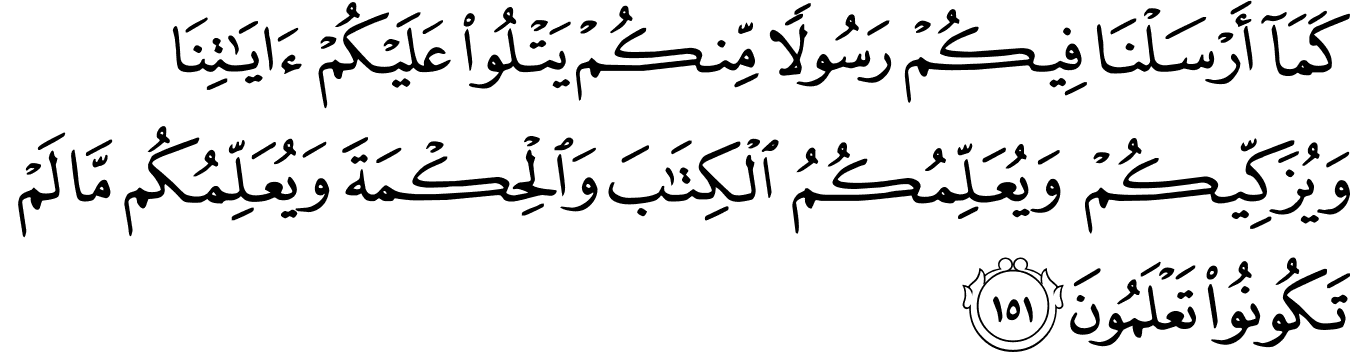 كَمَآ أَرْسَلْنَا فِيكُمْ رَسُولًا مِّنكُمْ يَتْلُوا۟ عَلَيْكُمْ ءَايَـٰتِنَا
وَيُزَكِّيكُمْ وَيُعَلِّمُكُمُ ٱلْكِتَـٰبَ وَٱلْحِكْمَةَ وَيُعَلِّمُكُم مَّا لَمْ
تَكُونُوا۟ تَعْلَمُونَ ١٥١